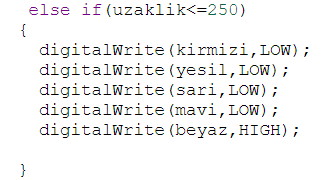 else if(uzaklik<=250)
{
digitalWrite(kirmizi,LOW);
digitalWrite(yesil,LOW);
digitalWrite(sari,LOW);
digitalWrite(mavi,LOW);
digitalWrite(beyaz,HIGH);
}